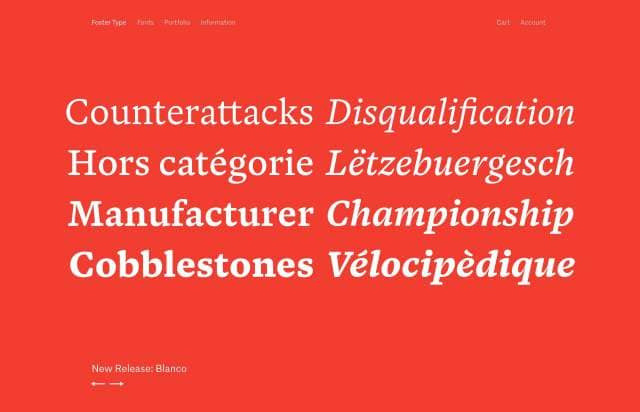 Foster Type Fonts Portfolio Information Cart Account
Counterattacks Disqualification
Hors catégorie Lëtzebuergesch
Manufacturer Championship
Cobblestones Vélocipèdique
New Release: Blanco
← →